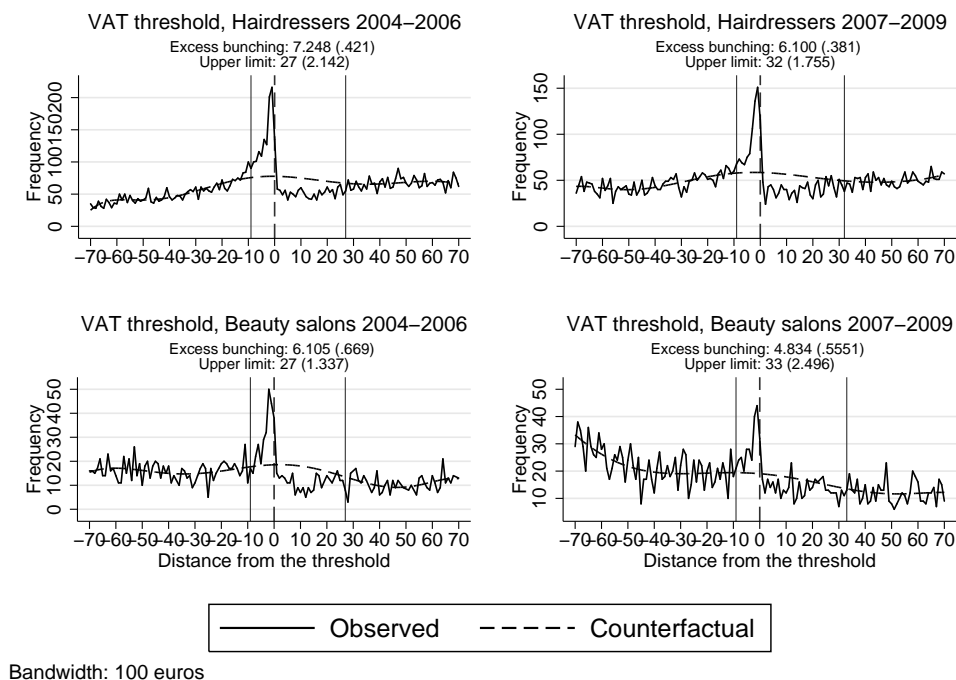 VAT threshold, Hairdressers 2004−2006
Excess bunching: 7.248 (.421)
Upper limit: 27 (2.142)
Frequency
0 50 100 150 200
−70 −60 −50 −40 −30 −20 −10 0 10 20 30 40 50 60 70
VAT threshold, Hairdressers 2007−2009
Excess bunching: 6.100 (.381)
Upper limit: 32 (1.755)
Frequency
0 50 100 150
−70 −60 −50 −40 −30 −20 −10 0 10 20 30 40 50 60 70
VAT threshold, Beauty salons 2004−2006
Excess bunching: 6.105 (.669)
Upper limit: 27 (1.337)
Frequency
0 10 20 30 40 50
−70 −60 −50 −40 −30 −20 −10 0 10 20 30 40 50 60 70
Distance from the threshold
VAT threshold, Beauty salons 2007−2009
Excess bunching: 4.834 (.5551)
Upper limit: 33 (2.496)
Frequency
10 20 30 40 50
−70 −60 −50 −40 −30 −20 −10 0 10 20 30 40 50 60 70
Distance from the threshold
Observed Counterfactual
Bandwidth: 100 euros